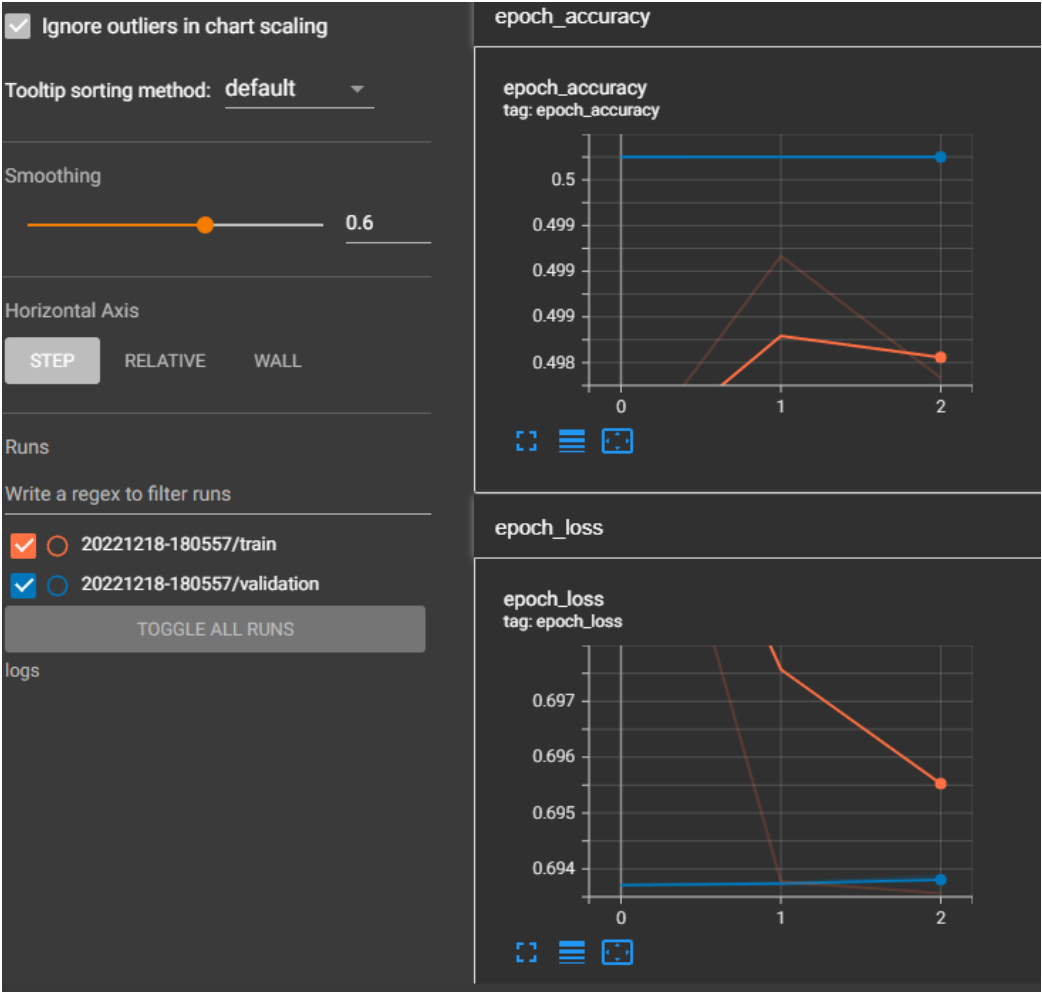 Ignore outliers in chart scaling
Tooltip sorting method: default
Smoothing
0.6
Horizontal Axis
STEP RELATIVE WALL
Runs
Write a regex to filter runs
20221218-180557/train
20221218-180557/validation
TOGGLE ALL RUNS
logs
epoch_accuracy
epoch_accuracy
tag: epoch_accuracy
0.5
0.499
0.499
0.499
0.498
0 1 2
epoch_loss
epoch_loss
tag: epoch_loss
0.697
0.696
0.695
0.694
0 1 2